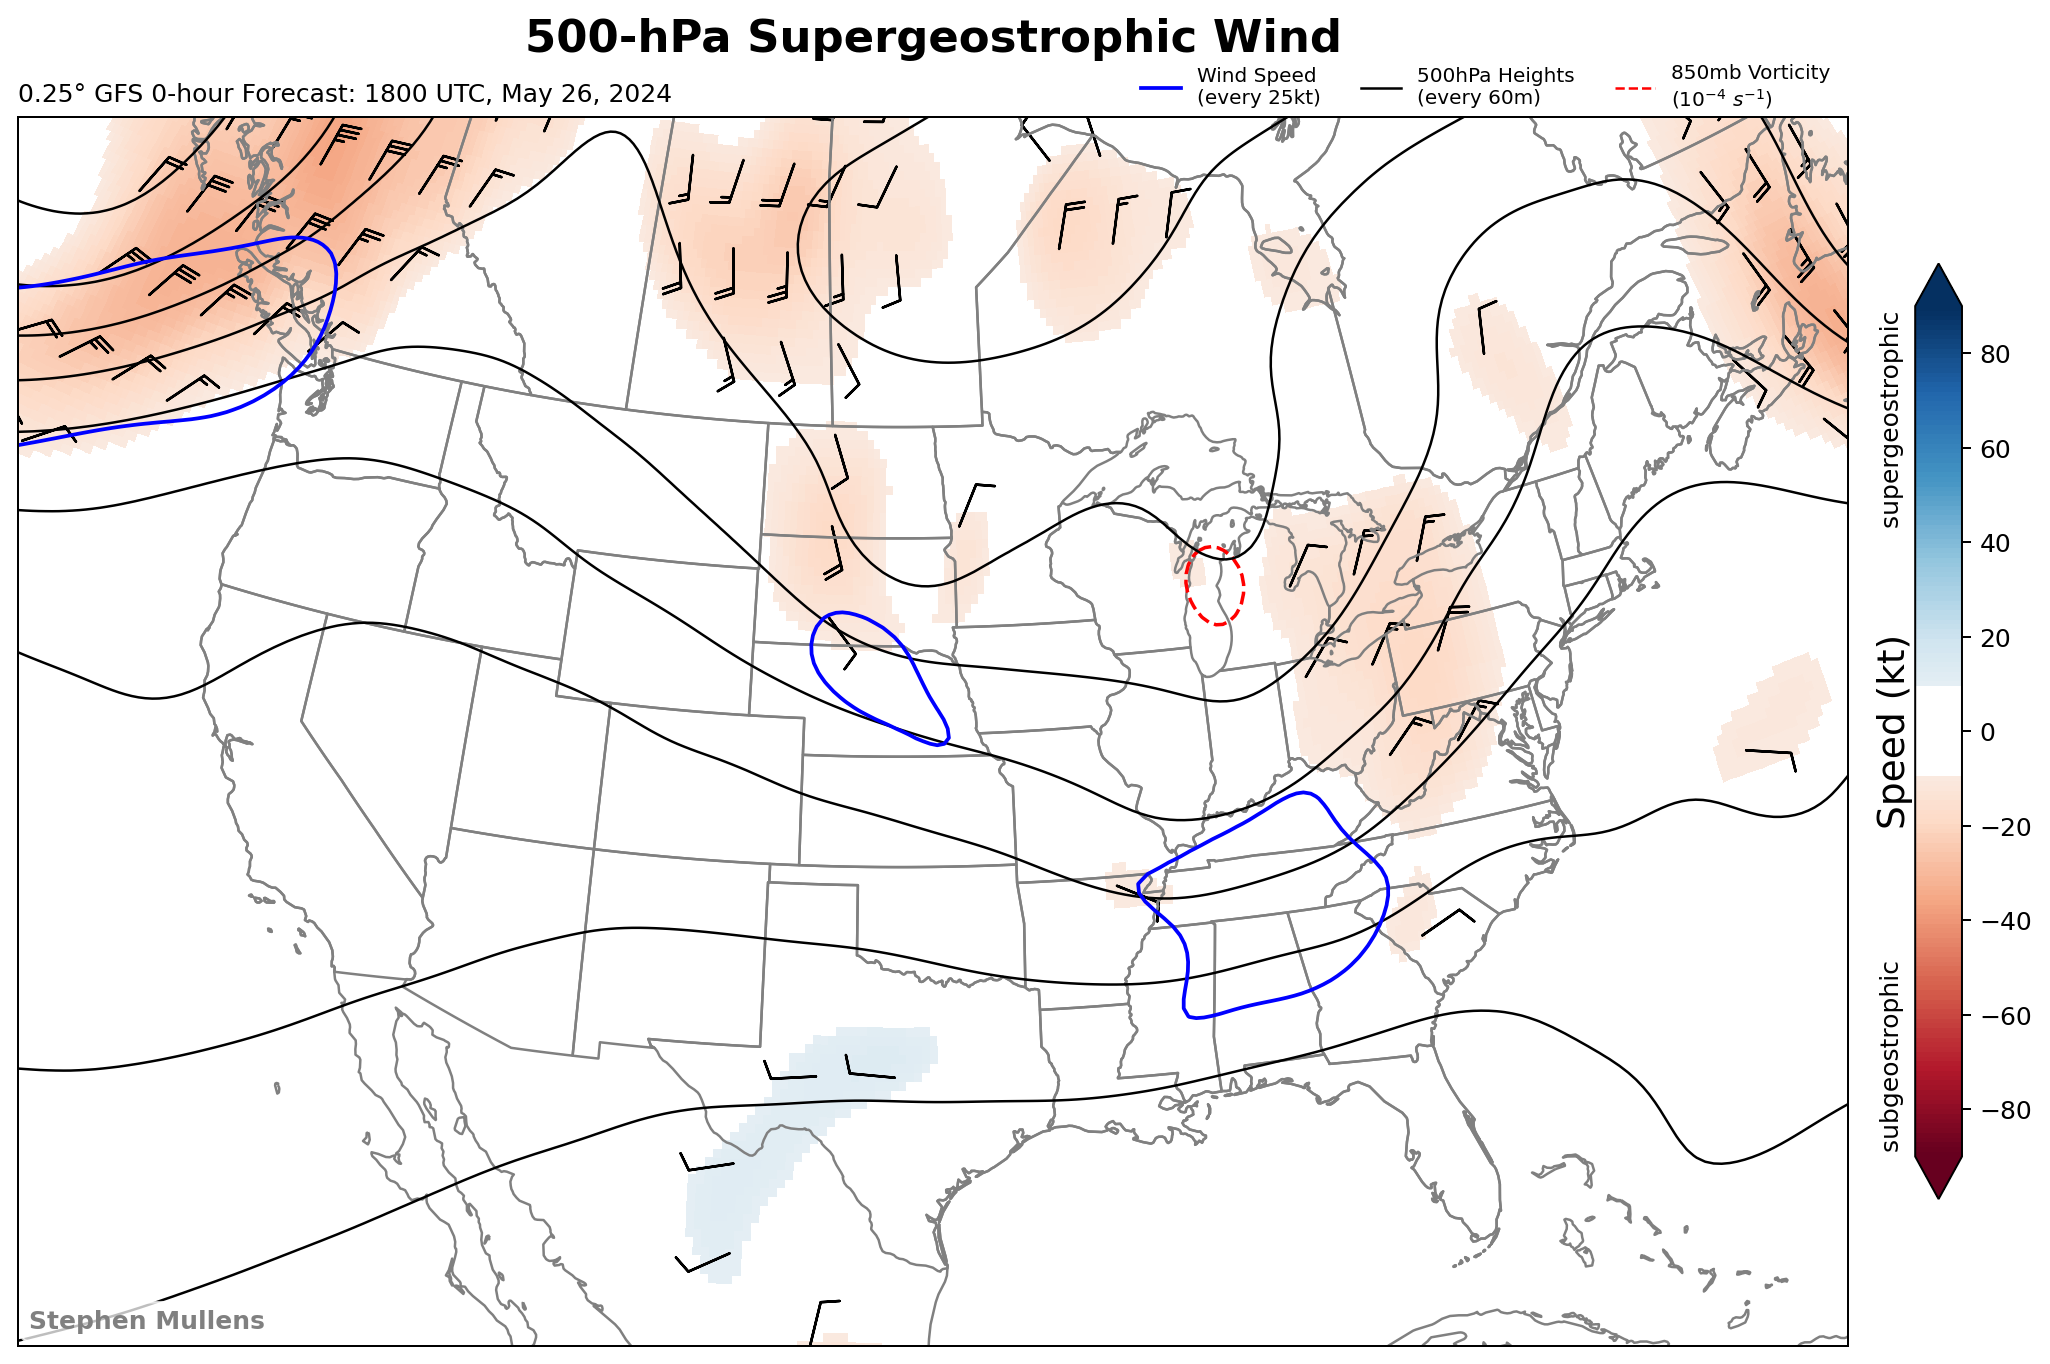 500-hPa Supergeostrophic Wind
0.25° GFS 0-hour Forecast: 1800 UTC, May 26, 2024
Wind Speed
(every 25kt)
500hPa Heights
(every 60m)
850mb Vorticity
(10⁻⁴ s⁻¹)
supergeostrophic
Speed (kt)
subgeostrophic
80
60
40
20
0
−20
−40
−60
−80
Stephen Mullens